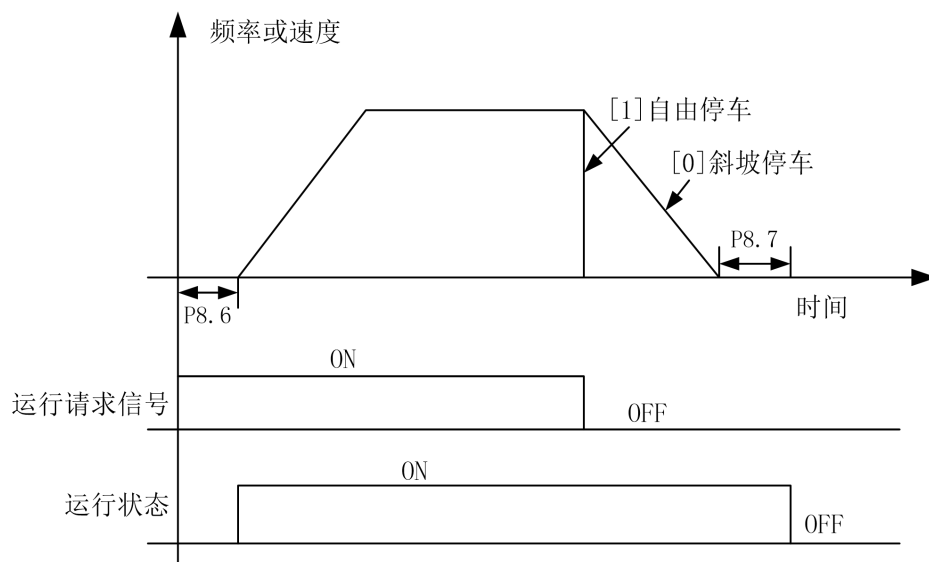 频率或速度
[1]自由停车
[0]斜坡停车
P8.7
时间
P8.6
ON
运行请求信号
OFF
ON
运行状态
OFF